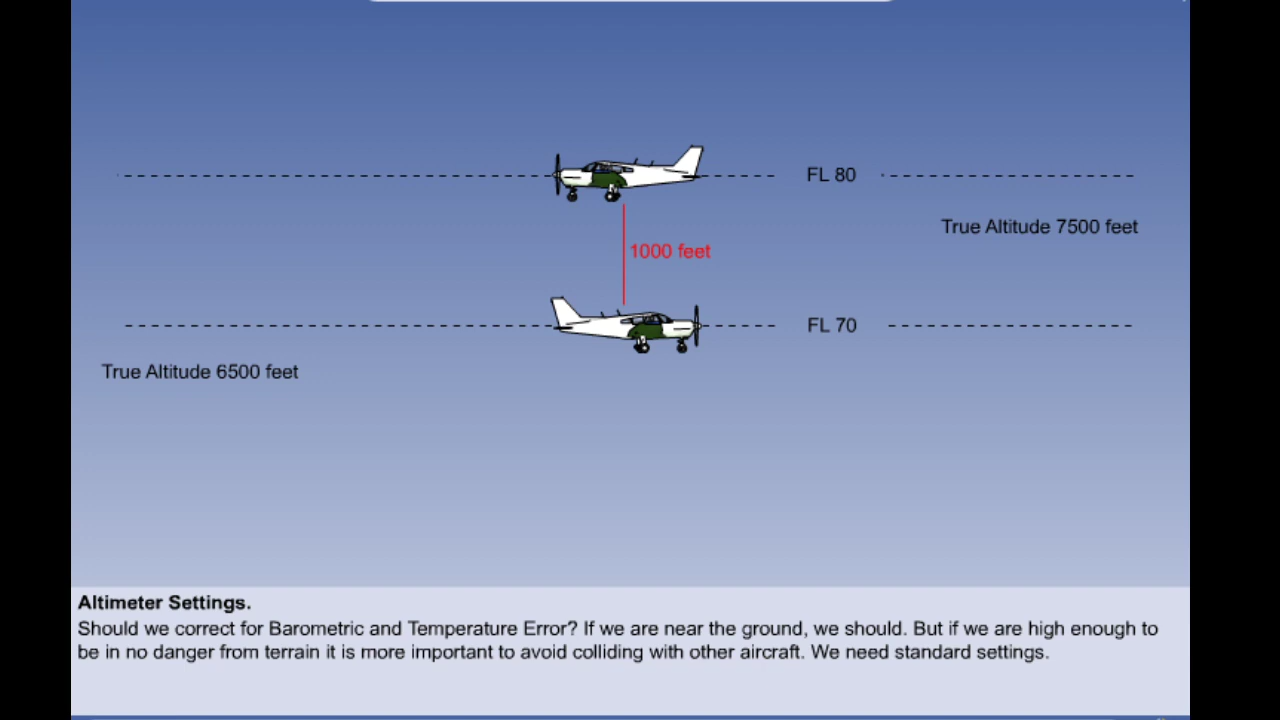 FL 80
True Altitude 7500 feet
1000 feet
FL 70
True Altitude 6500 feet
Altimeter Settings.
Should we correct for Barometric and Temperature Error? If we are near the ground, we should. But if we are high enough to
be in no danger from terrain it is more important to avoid colliding with other aircraft. We need standard settings.